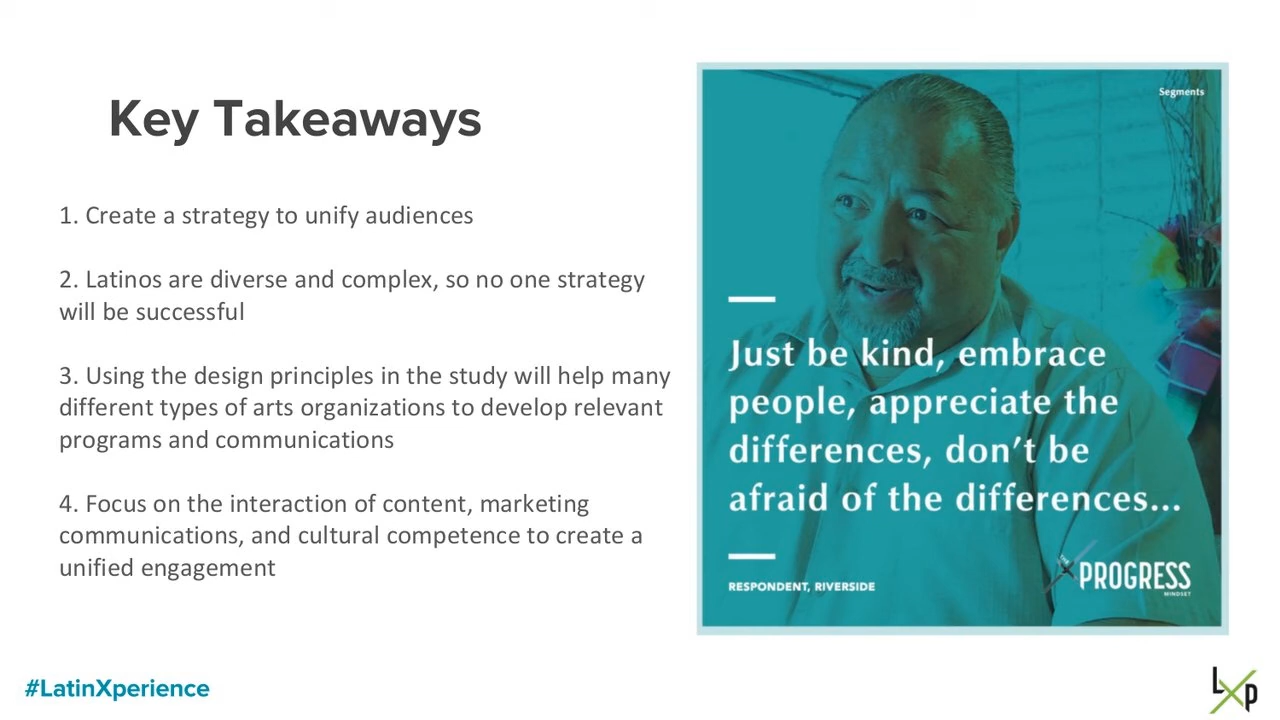 Key Takeaways
1. Create a strategy to unify audiences
2. Latinos are diverse and complex, so no one strategy
will be successful
3. Using the design principles in the study will help many
different types of arts organizations to develop relevant
programs and communications
4. Focus on the interaction of content, marketing
communications, and cultural competence to create a
unified engagement
Segments
Just be kind, embrace
people, appreciate the
differences, don’t be
afraid of the differences...
RESPONDENT, RIVERSIDE
THE
X PROGRESS
MINDSET
#LatinXperience
LXP